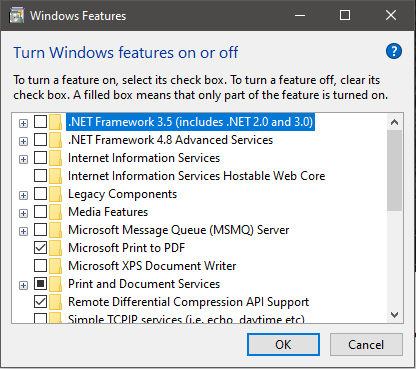 Windows Features
Turn Windows features on or off
?
To turn a feature on, select its check box. To turn a feature off, clear its
check box. A filled box means that only part of the feature is turned on.
.NET Framework 3.5 (includes .NET 2.0 and 3.0)
.NET Framework 4.8 Advanced Services
Internet Information Services
Internet Information Services Hostable Web Core
Legacy Components
Media Features
Microsoft Message Queue (MSMQ) Server
Microsoft Print to PDF
Microsoft XPS Document Writer
Print and Document Services
Remote Differential Compression API Support
Simple TCPIP services (i.e. echo, daytime etc)
OK
Cancel